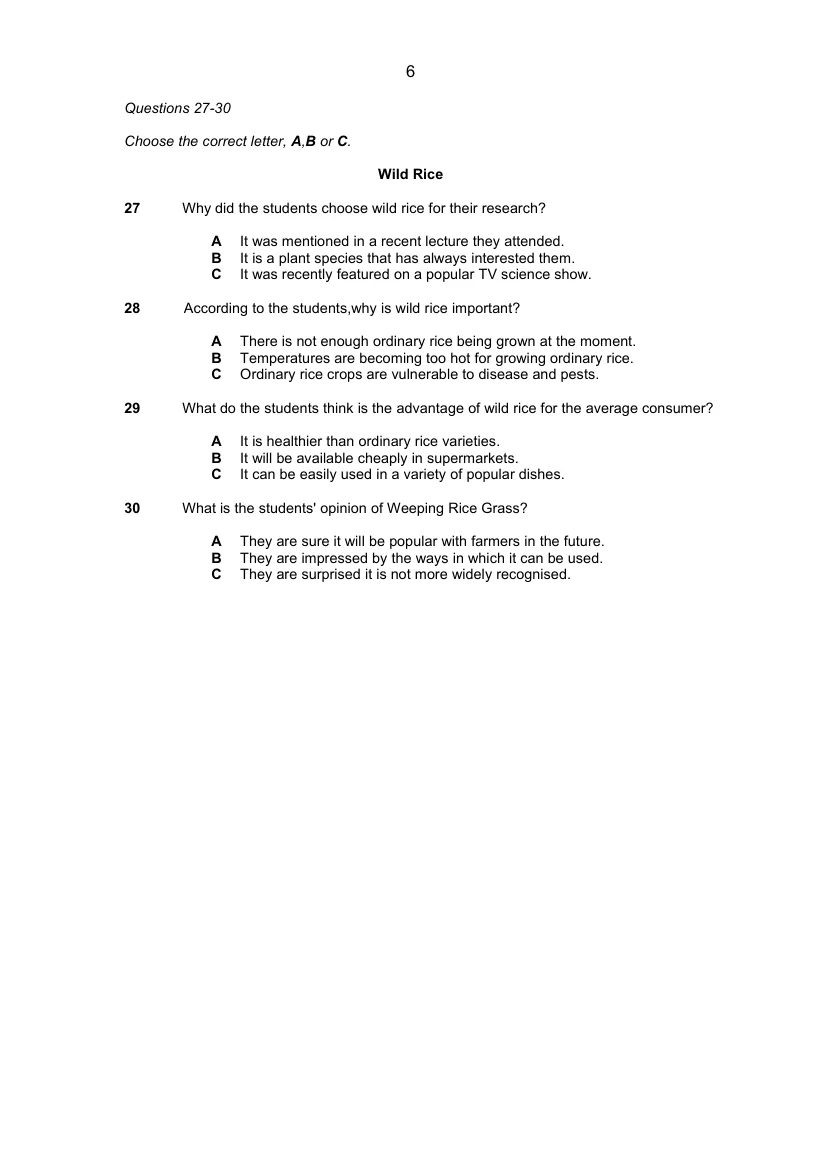 6
Questions 27-30
Choose the correct letter, A,B or C.
Wild Rice
27 Why did the students choose wild rice for their research?
A It was mentioned in a recent lecture they attended.
B It is a plant species that has always interested them.
C It was recently featured on a popular TV science show.
28 According to the students,why is wild rice important?
A There is not enough ordinary rice being grown at the moment.
B Temperatures are becoming too hot for growing ordinary rice.
C Ordinary rice crops are vulnerable to disease and pests.
29 What do the students think is the advantage of wild rice for the average consumer?
A It is healthier than ordinary rice varieties.
B It will be available cheaply in supermarkets.
C It can be easily used in a variety of popular dishes.
30 What is the students' opinion of Weeping Rice Grass?
A They are sure it will be popular with farmers in the future.
B They are impressed by the ways in which it can be used.
C They are surprised it is not more widely recognised.